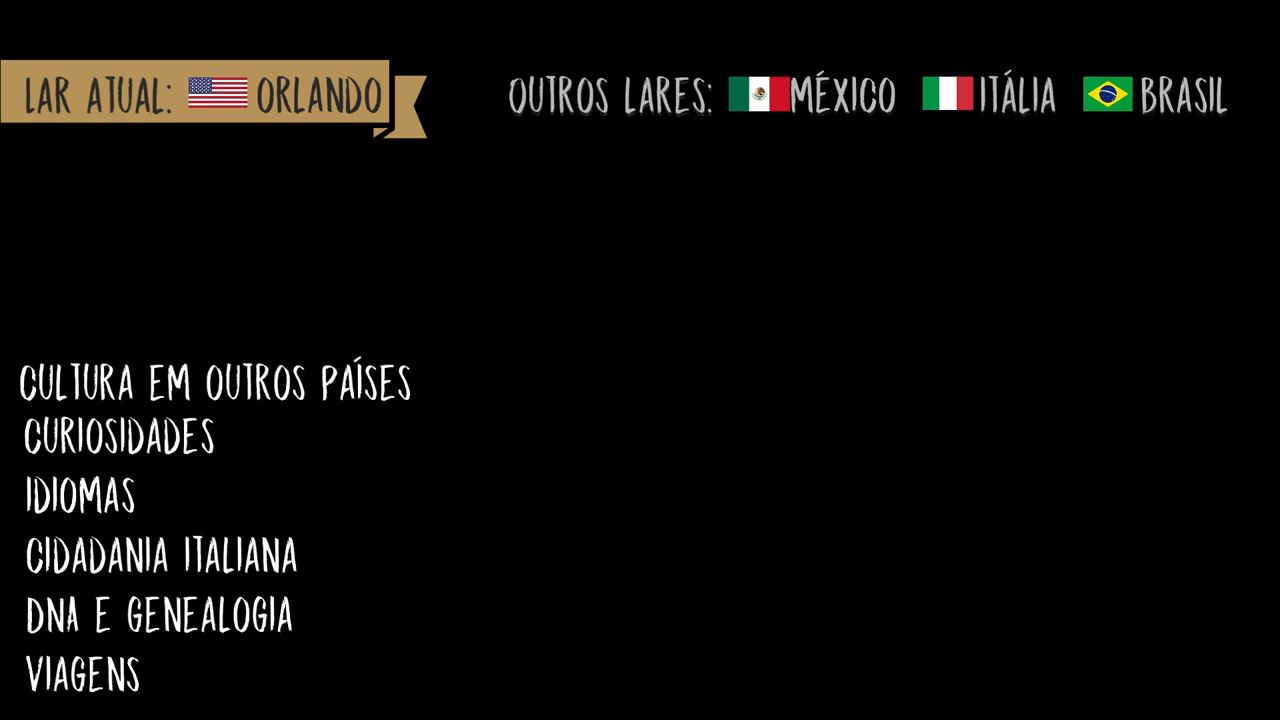 LAR ATUAL: ORLANDO
OUTROS LARES: MÉXICO ITÁLIA BRASIL
CULTURA EM OUTROS PAÍSES
CURIOSIDADES
IDIOMAS
CIDADANIA ITALIANA
DNA E GENEALOGIA
VIAGENS